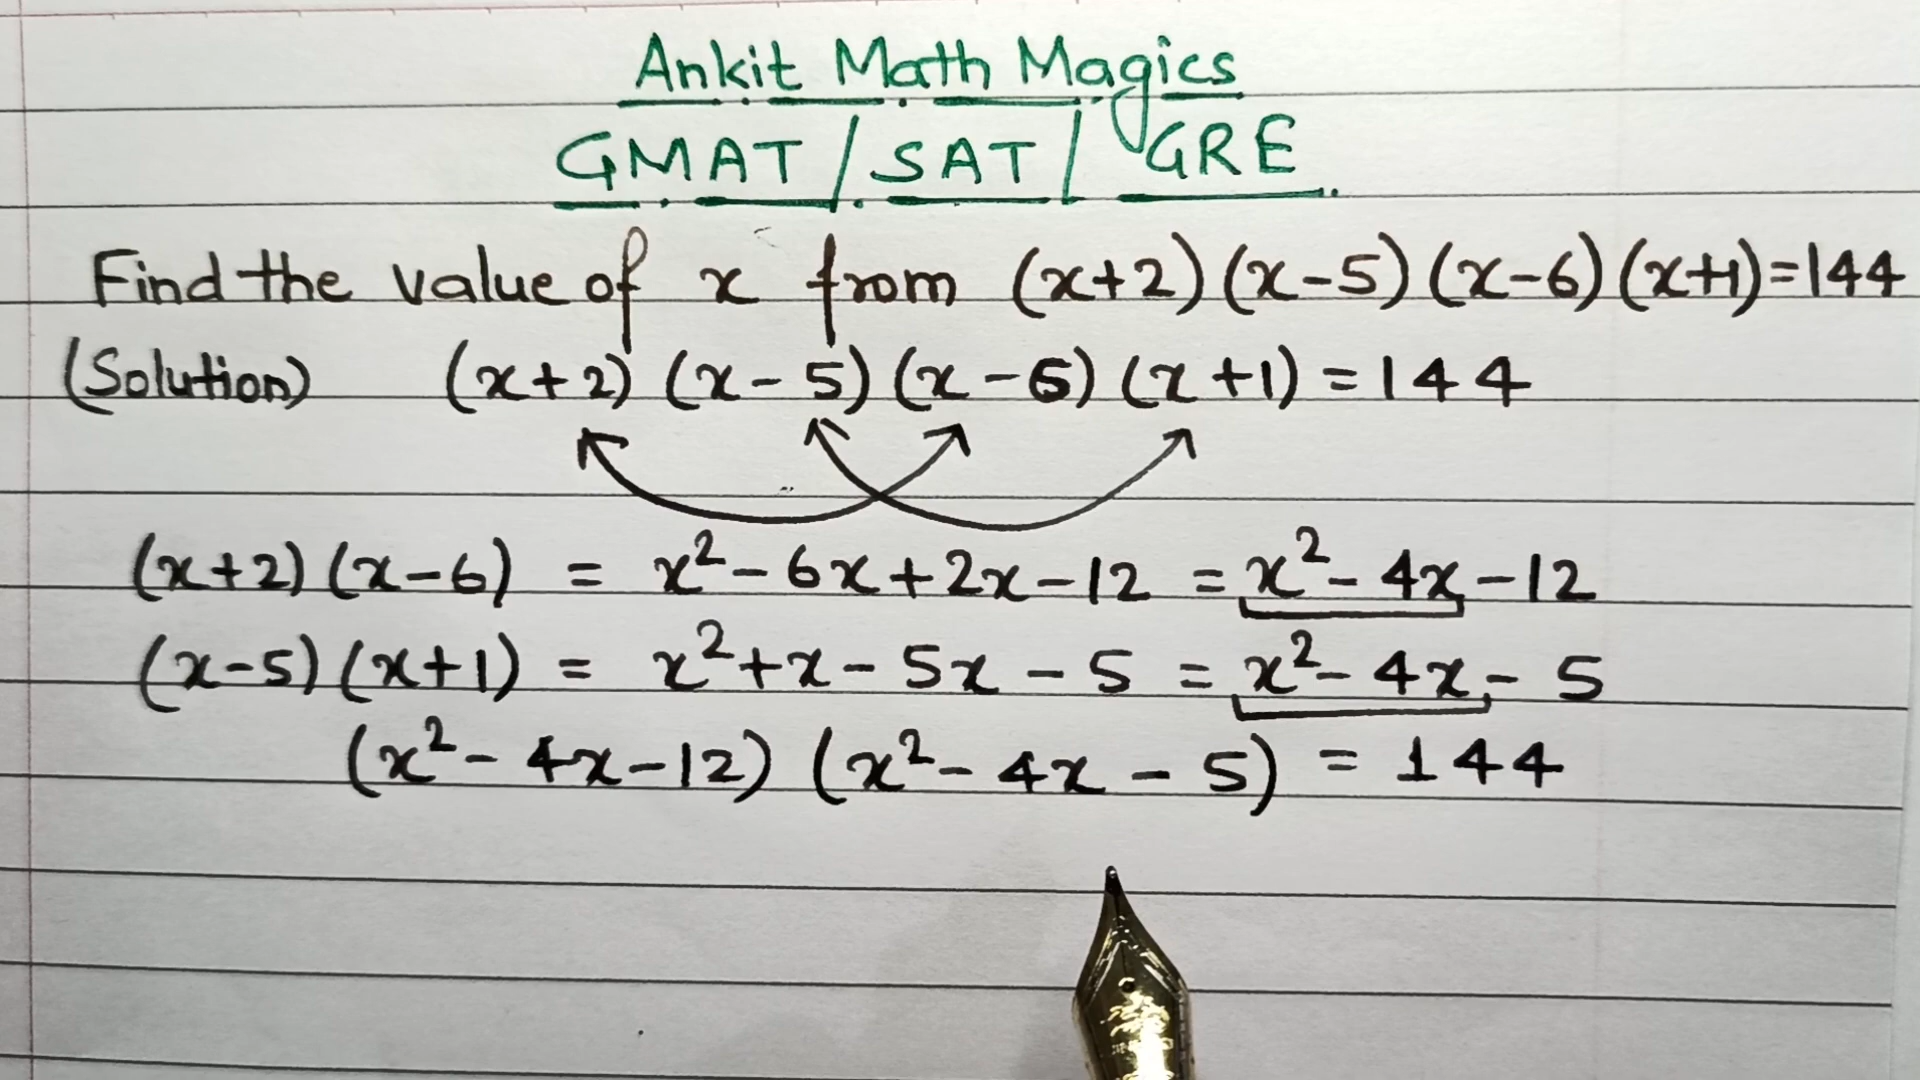 Ankit Math Magics
GMAT / SAT / GRE
Find the value of x from (x+2)(x-5)(x-6)(x+1)=144
(Solution) (x+2)(x-5)(x-6)(x+1)=144
(x+2)(x-6) = x²-6x+2x-12 = x²-4x-12
(x-5)(x+1) = x²+x-5x-5 = x²-4x-5
(x²-4x-12)(x²-4x-5) = 144